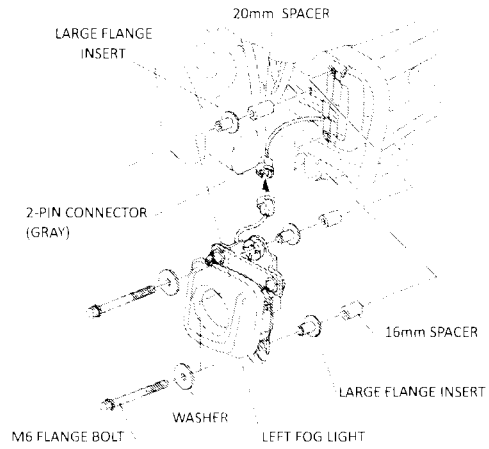 20mm SPACER
LARGE FLANGE
INSERT
2-PIN CONNECTOR
(GRAY)
16mm SPACER
LARGE FLANGE INSERT
WASHER
M6 FLANGE BOLT
LEFT FOG LIGHT